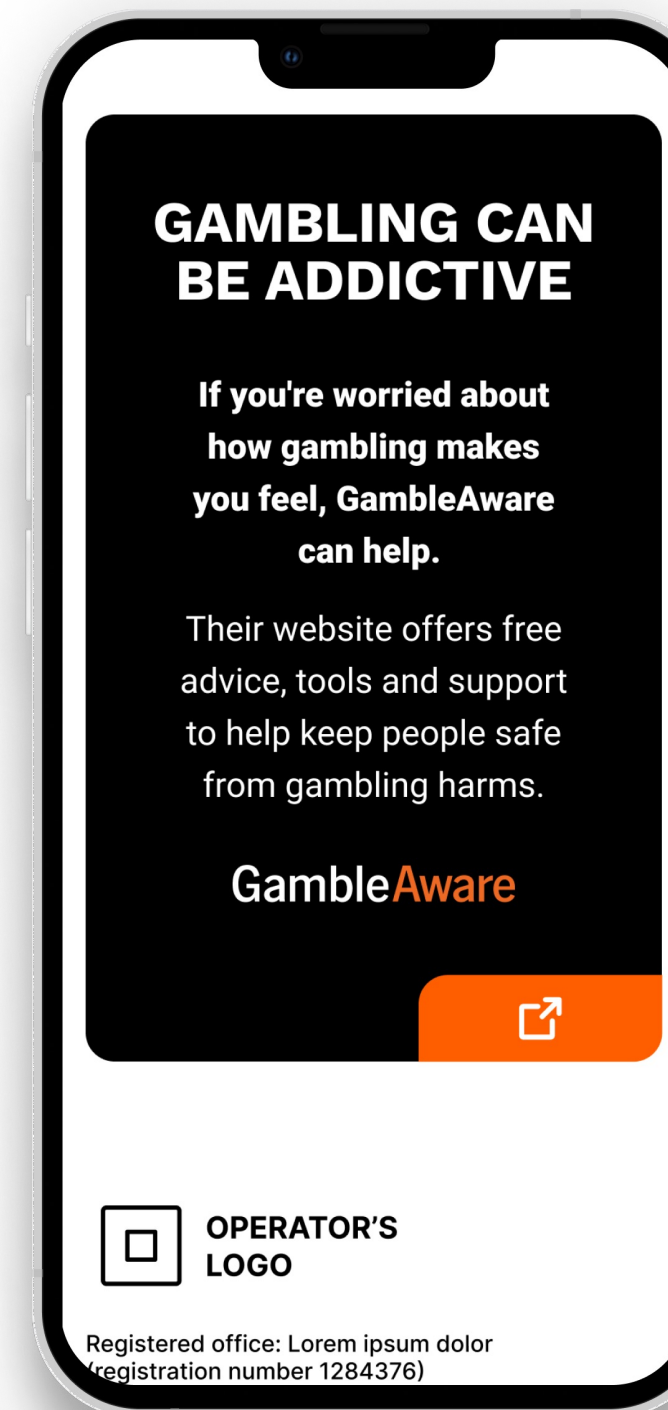 GAMBLING CAN
BE ADDICTIVE
If you're worried about
how gambling makes
you feel, GambleAware
can help.
Their website offers free
advice, tools and support
to help keep people safe
from gambling harms.
GambleAware
OPERATOR’S
LOGO
Registered office: Lorem ipsum dolor
(registration number 1284376)